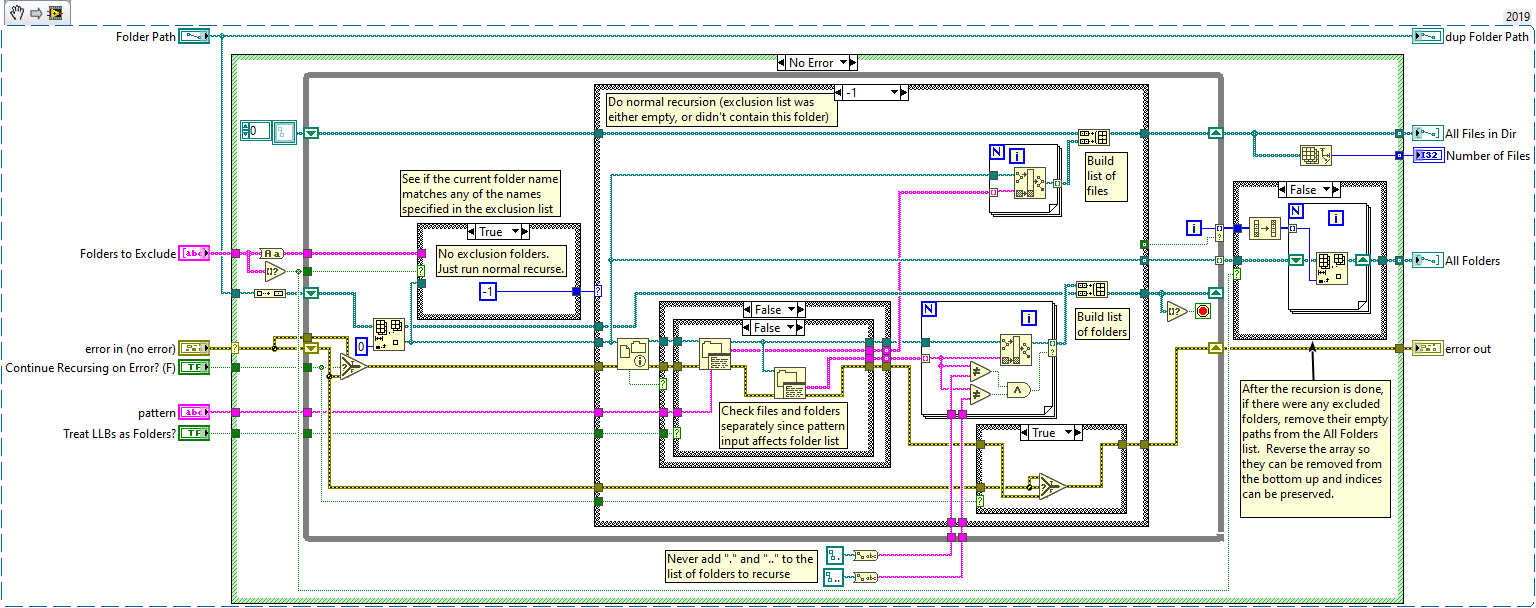 2019
Folder Path
dup Folder Path
No Error
-1
Do normal recursion (exclusion list was
either empty, or didn't contain this folder)
0
All Files in Dir
I32
Number of Files
N
i
Build
list of
files
See if the current folder name
matches any of the names
specified in the exclusion list
False
N
i
True
i
Folders to Exclude
abc
Aa
No exclusion folders.
Just run normal recurse.
All Folders
-1
False
N
i
False
Build list
of folders
0
error in (no error)
error out
Continue Recursing on Error? (F)
TF
pattern
abc
Treat LLBs as Folders?
TF
Check files and folders
separately since pattern
input affects folder list
After the recursion is done,
if there were any excluded
folders, remove their empty
paths from the All Folders
list.  Reverse the array so
they can be removed from
the bottom up and indices
can be preserved.
True
Never add "." and ".." to the
list of folders to recurse
.
abc
..
abc